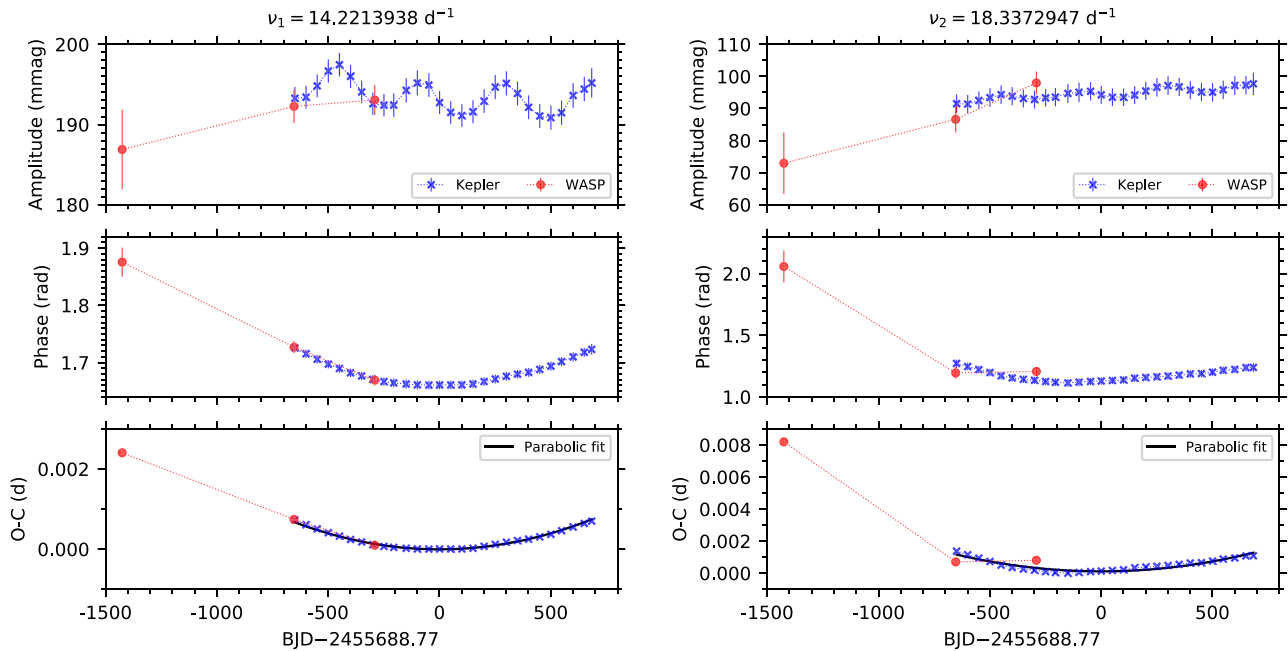 ν₁ = 14.2213938 d⁻¹
Amplitude (mmag)
200
190
180
Kepler
WASP
Phase (rad)
1.9
1.8
1.7
O-C (d)
0.002
0.000
Parabolic fit
-1500 -1000 -500 0 500
BJD−2455688.77
ν₂ = 18.3372947 d⁻¹
Amplitude (mmag)
110
100
90
80
70
60
Kepler
WASP
Phase (rad)
2.0
1.5
1.0
O-C (d)
0.008
0.006
0.004
0.002
0.000
Parabolic fit
-1500 -1000 -500 0 500
BJD−2455688.77